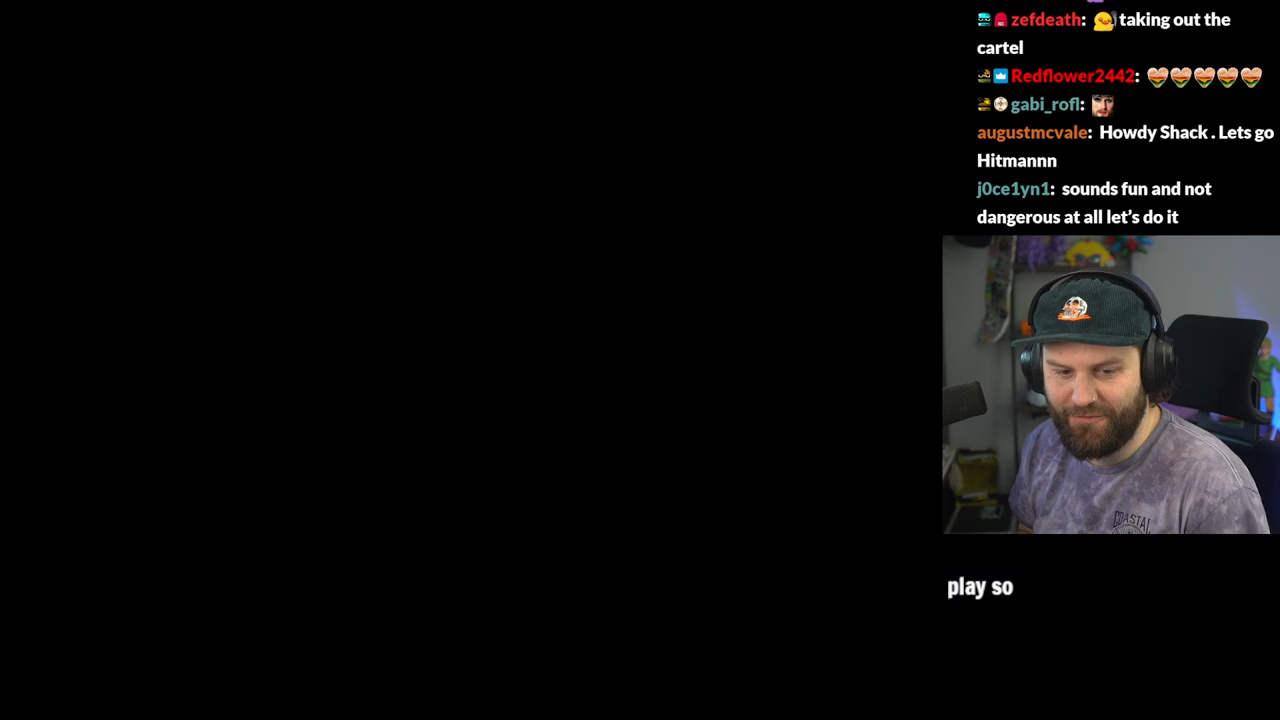 zefdeath: taking out the
cartel
Redflower2442:
gabi_rofl:
augustmcvale: Howdy Shack . Lets go
Hitmannn
j0ce1yn1: sounds fun and not
dangerous at all let's do it
COASTAL
play so